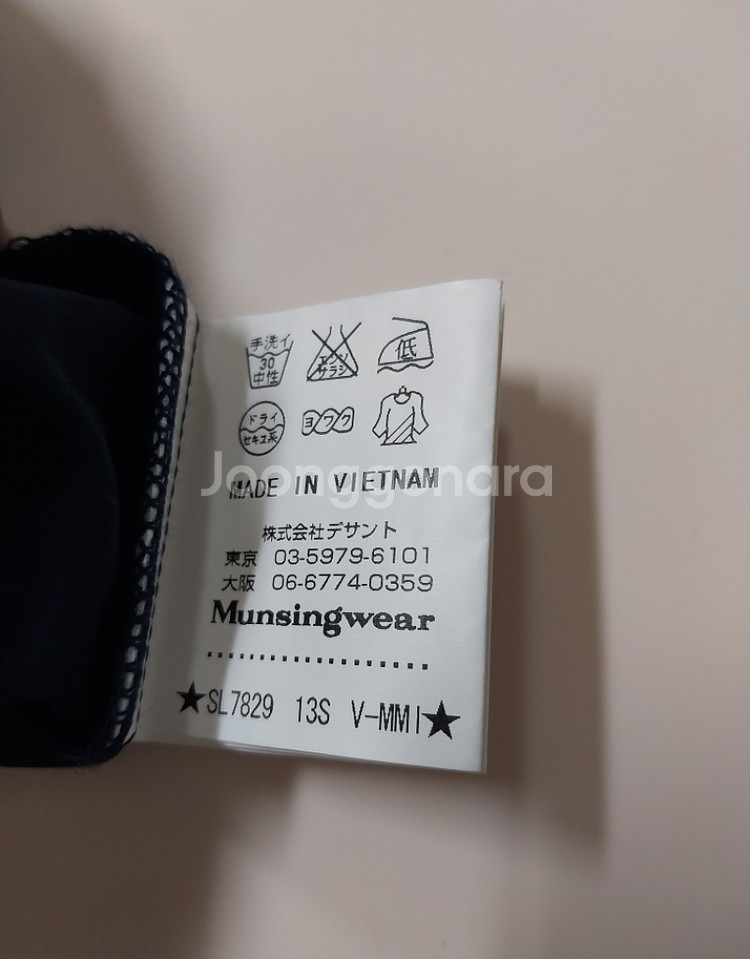 手洗イ
30
中性
エンソ
サラシ
低
ドライ
セキユ系
ヨワク
Joonggonara
MADE IN VIETNAM
株式会社デサント
東京 03-5979-6101
大阪 06-6774-0359
Munsingwear
★SL7829 13S V-MMI★